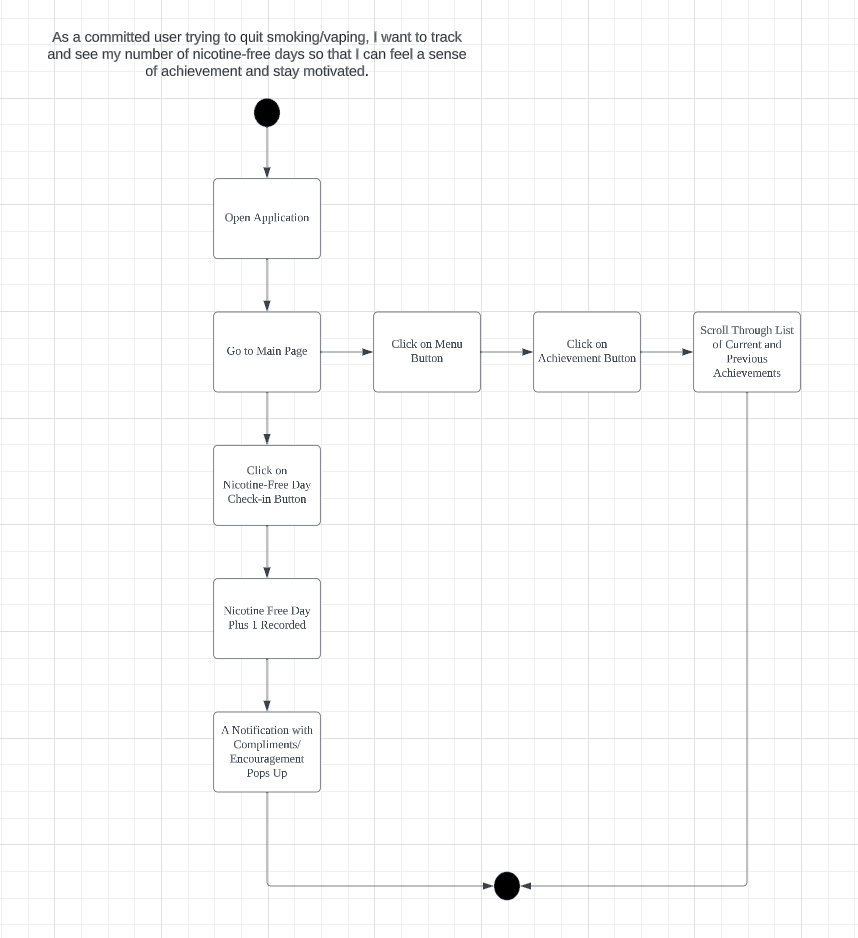 As a committed user trying to quit smoking/vaping, I want to track
and see my number of nicotine-free days so that I can feel a sense
of achievement and stay motivated.
Open Application
Go to Main Page
Click on Menu
Button
Click on
Achievement Button
Scroll Through List
of Current and
Previous
Achievements
Click on
Nicotine-Free Day
Check-in Button
Nicotine Free Day
Plus 1 Recorded
A Notification with
Compliments/
Encouragement
Pops Up